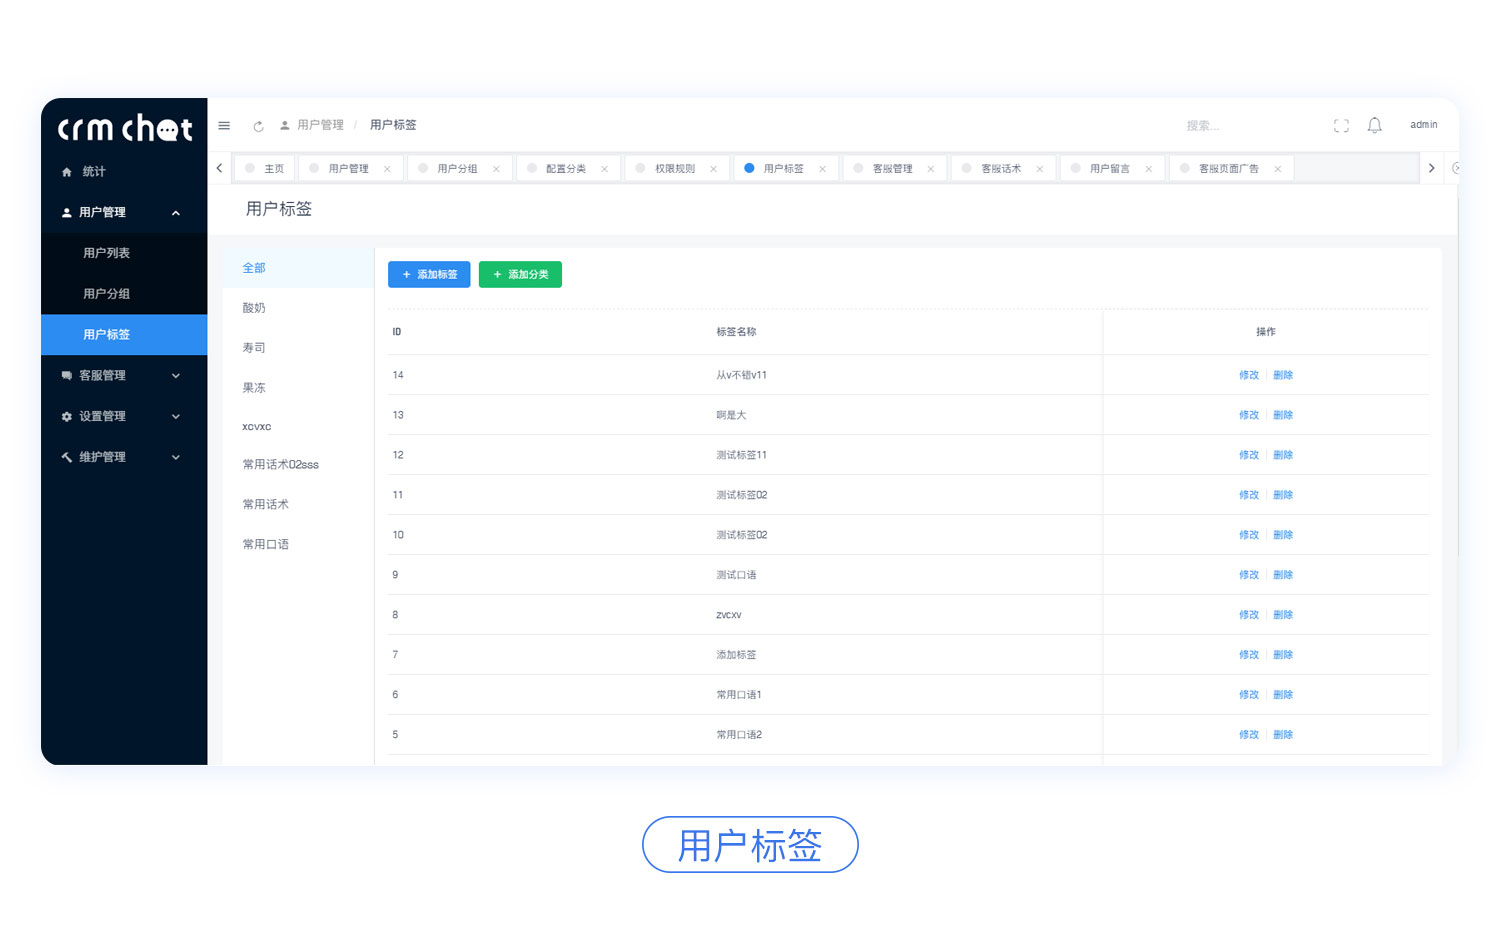 crm chat
统计
用户管理
用户列表
用户分组
用户标签
客服管理
设置管理
维护管理
用户管理 / 用户标签
搜索...
admin
主页 用户管理 用户分组 配置分类 权限规则 用户标签 客服管理 客服话术 用户留言 客服页面广告
用户标签
全部
酸奶
寿司
果冻
xcvxc
常用话术02sss
常用话术
常用口语
+ 添加标签 + 添加分类
ID 标签名称 操作
14 从v不错v11 修改 删除
13 啊是大 修改 删除
12 测试标签11 修改 删除
11 测试标签02 修改 删除
10 测试标签02 修改 删除
9 测试口语 修改 删除
8 zvcxv 修改 删除
7 添加标签 修改 删除
6 常用口语1 修改 删除
5 常用口语2 修改 删除
用户标签